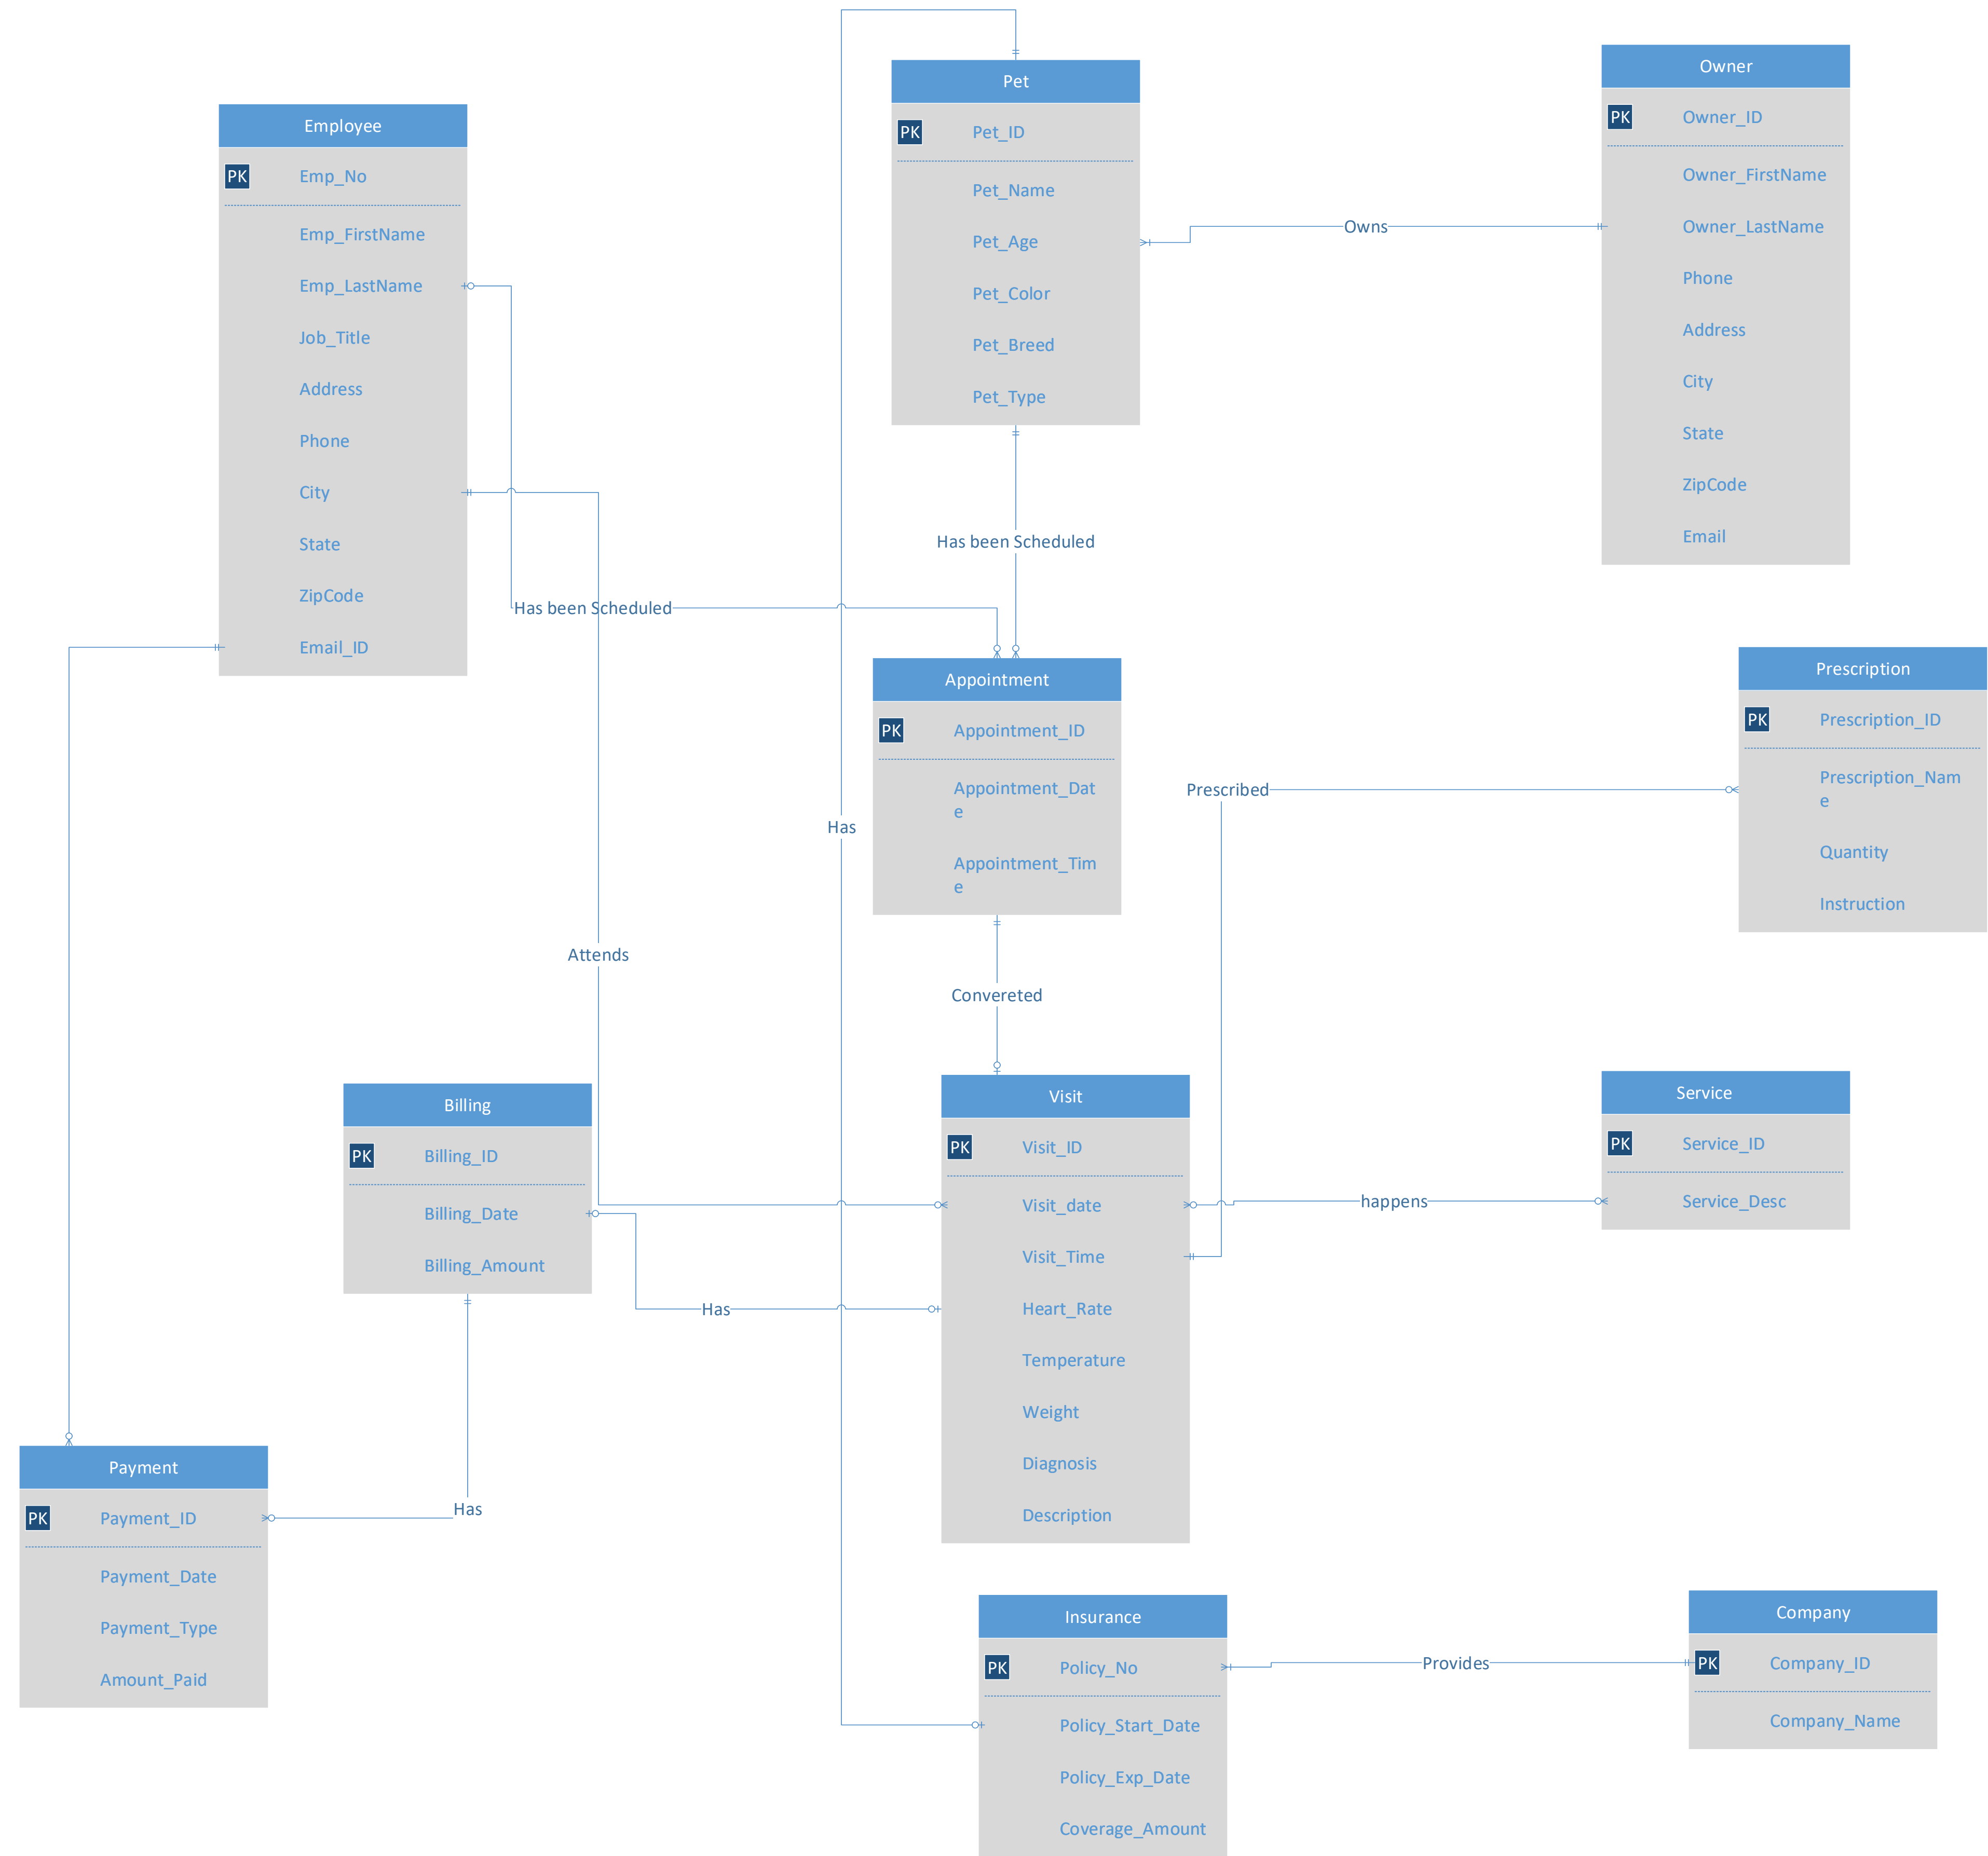 Employee
PK Emp_No
Emp_FirstName
Emp_LastName
Job_Title
Address
Phone
City
State
ZipCode
Email_ID
Pet
PK Pet_ID
Pet_Name
Pet_Age
Pet_Color
Pet_Breed
Pet_Type
Owns
Owner
PK Owner_ID
Owner_FirstName
Owner_LastName
Phone
Address
City
State
ZipCode
Email
Has been Scheduled
Has been Scheduled
Appointment
PK Appointment_ID
Appointment_Dat
e
Appointment_Tim
e
Prescribed
Prescription
PK Prescription_ID
Prescription_Nam
e
Quantity
Instruction
Has
Attends
Convereted
Billing
PK Billing_ID
Billing_Date
Billing_Amount
Has
Visit
PK Visit_ID
Visit_date
Visit_Time
Heart_Rate
Temperature
Weight
Diagnosis
Description
happens
Service
PK Service_ID
Service_Desc
Payment
PK Payment_ID
Payment_Date
Payment_Type
Amount_Paid
Has
Insurance
PK Policy_No
Policy_Start_Date
Policy_Exp_Date
Coverage_Amount
Provides
Company
PK Company_ID
Company_Name